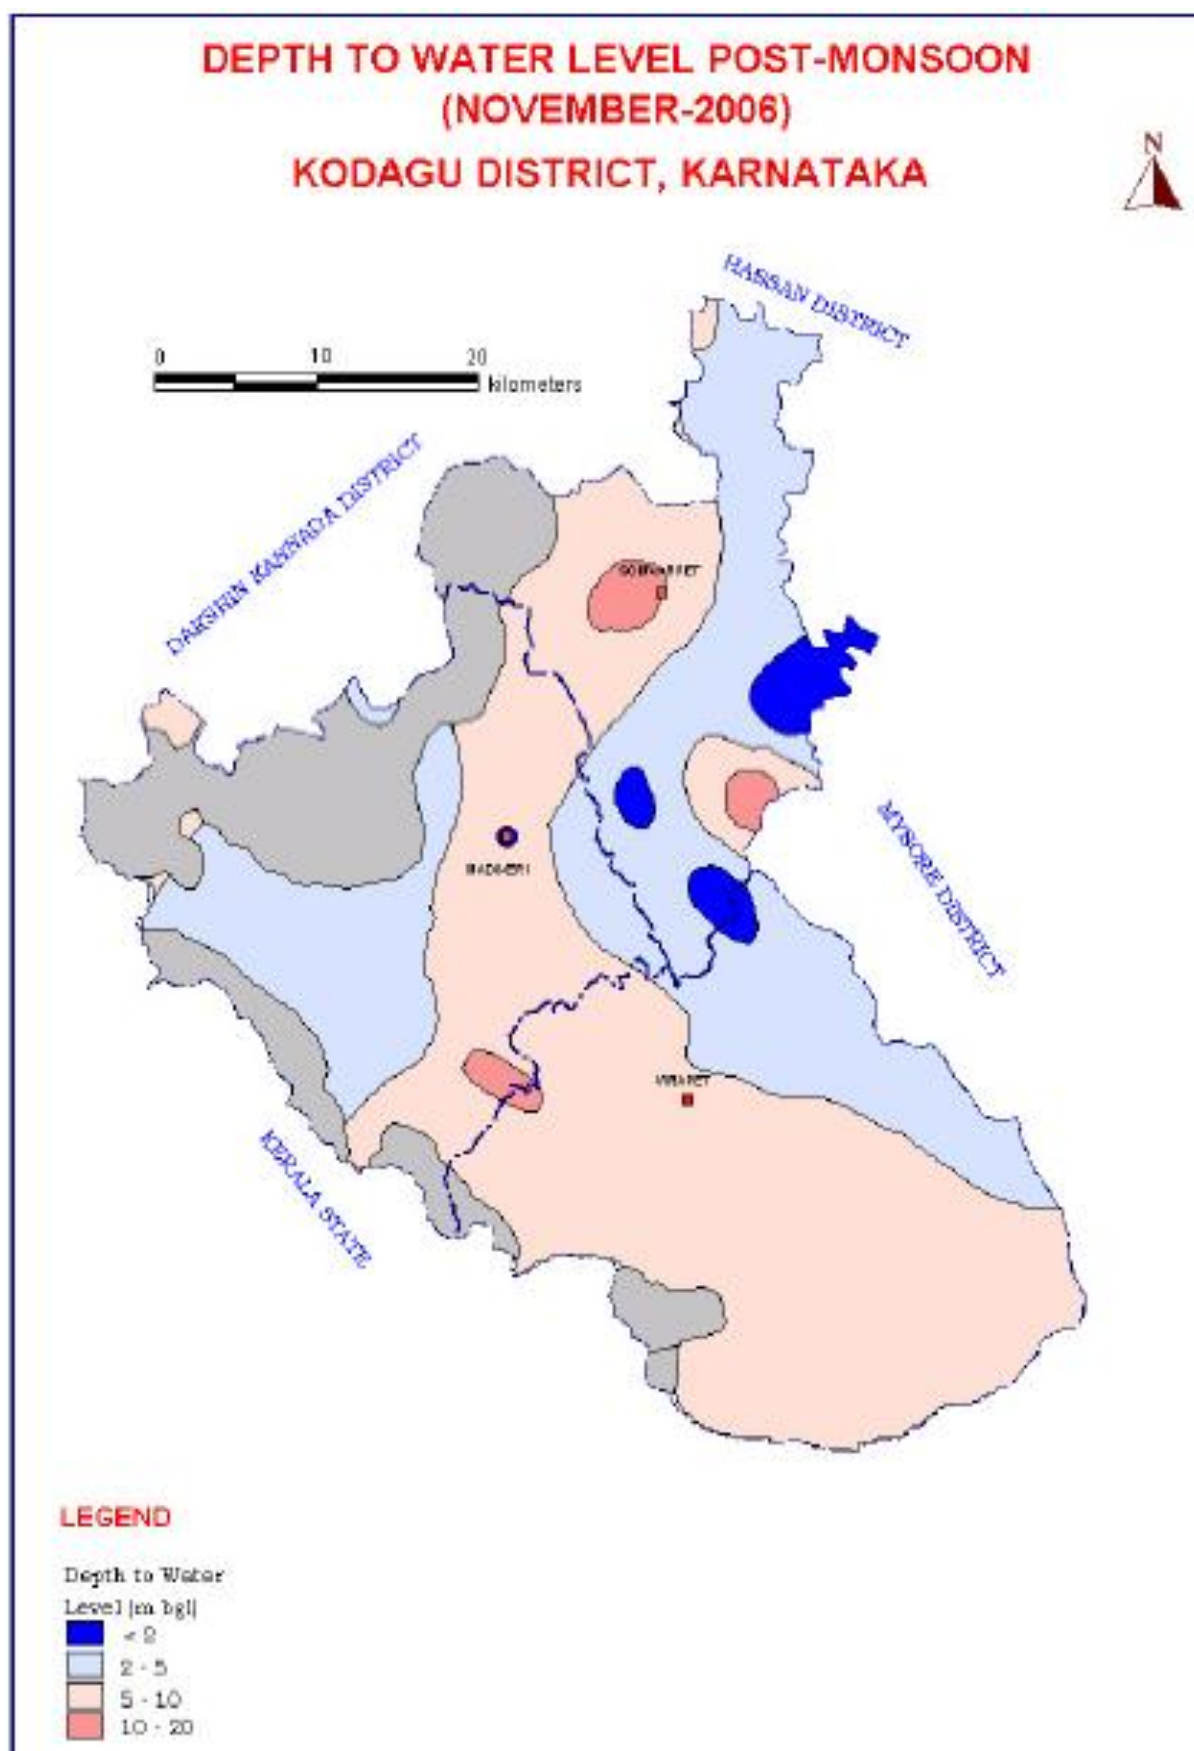 DEPTH TO WATER LEVEL POST-MONSOON
(NOVEMBER-2006)
KODAGU DISTRICT, KARNATAKA
N
HASSAN DISTRICT
0 10 20
kilometers
DAKSHIN KANNADA DISTRICT
MYSORE DISTRICT
VIRAPET
KERALA STATE
LEGEND
Depth to Water
Level (m bgl)
< 2
2 - 5
5 - 10
10 - 20